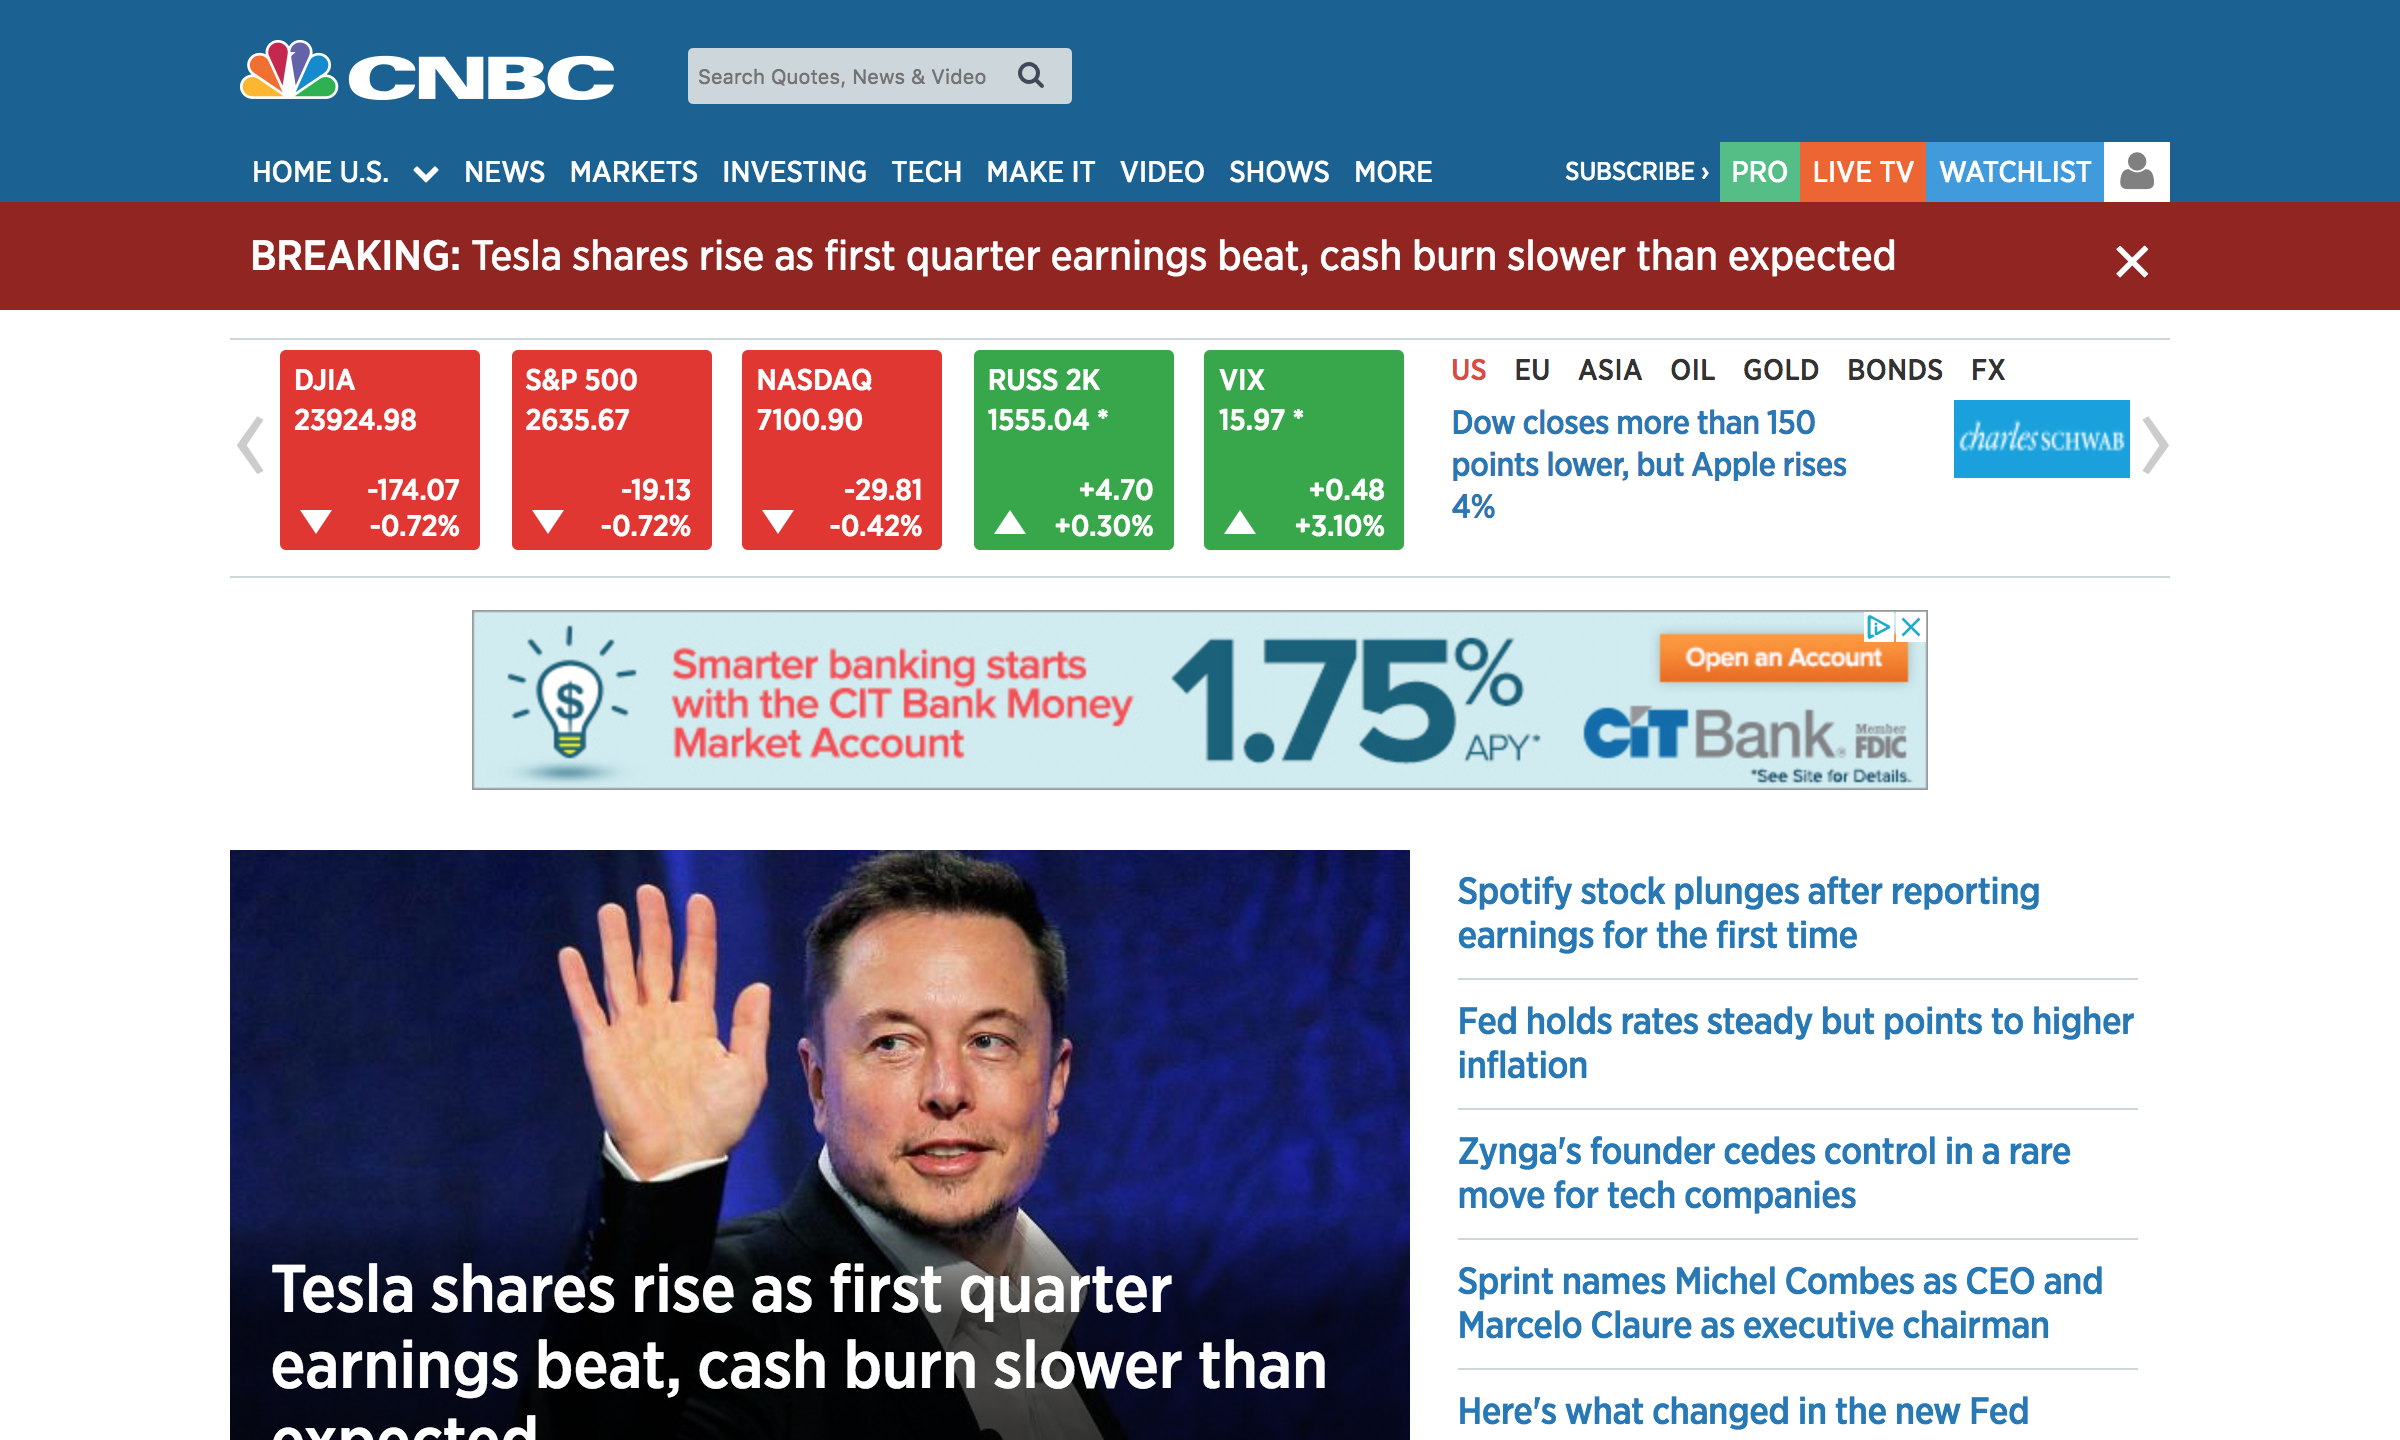 CNBC
Search Quotes, News & Video
HOME U.S. NEWS MARKETS INVESTING TECH MAKE IT VIDEO SHOWS MORE SUBSCRIBE › PRO LIVE TV WATCHLIST
BREAKING: Tesla shares rise as first quarter earnings beat, cash burn slower than expected
DJIA
23924.98
-174.07
-0.72%
S&P 500
2635.67
-19.13
-0.72%
NASDAQ
7100.90
-29.81
-0.42%
RUSS 2K
1555.04 *
+4.70
+0.30%
VIX
15.97 *
+0.48
+3.10%
US EU ASIA OIL GOLD BONDS FX
Dow closes more than 150
points lower, but Apple rises
4%
charles SCHWAB
Smarter banking starts
with the CIT Bank Money
Market Account
1.75% APY*
Open an Account
CIT Bank® Member FDIC
*See Site for Details.
Tesla shares rise as first quarter
earnings beat, cash burn slower than
expected
Spotify stock plunges after reporting
earnings for the first time
Fed holds rates steady but points to higher
inflation
Zynga's founder cedes control in a rare
move for tech companies
Sprint names Michel Combes as CEO and
Marcelo Claure as executive chairman
Here's what changed in the new Fed